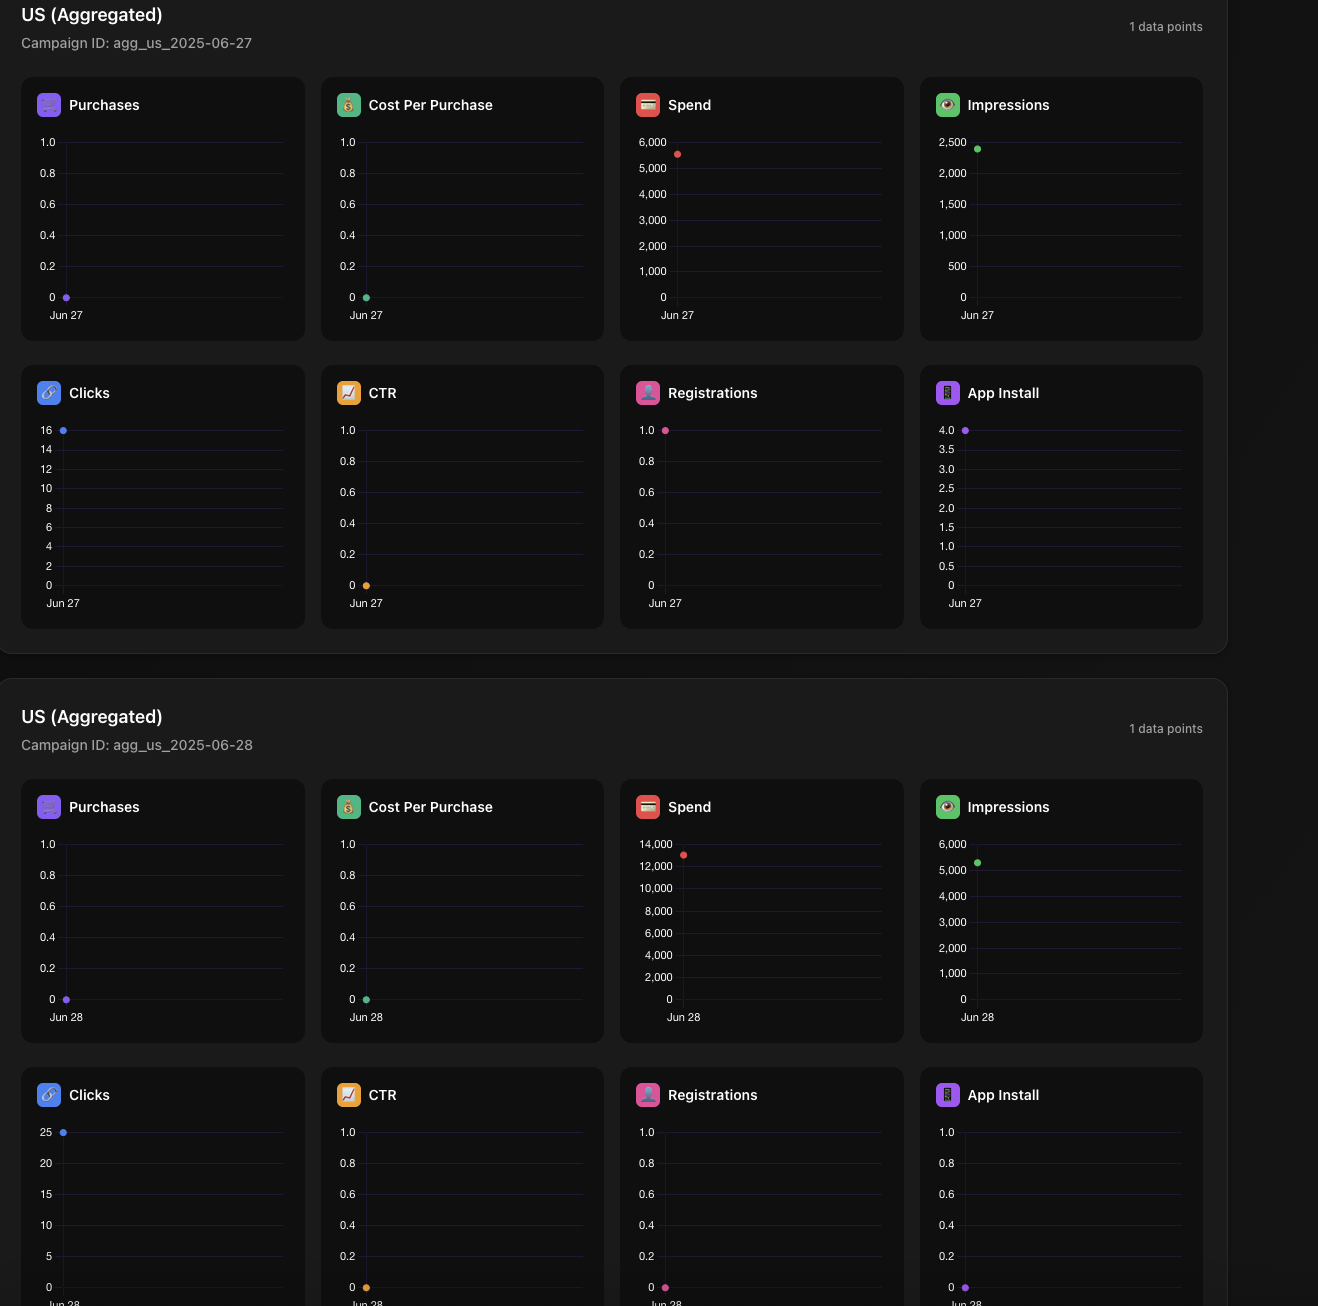 US (Aggregated)
1 data points
Campaign ID: agg_us_2025-06-27
Purchases
1.0
0.8
0.6
0.4
0.2
0
Jun 27
Cost Per Purchase
1.0
0.8
0.6
0.4
0.2
0
Jun 27
Spend
6,000
5,000
4,000
3,000
2,000
1,000
0
Jun 27
Impressions
2,500
2,000
1,500
1,000
500
0
Jun 27
Clicks
16
14
12
10
8
6
4
2
0
Jun 27
CTR
1.0
0.8
0.6
0.4
0.2
0
Jun 27
Registrations
1.0
0.8
0.6
0.4
0.2
0
Jun 27
App Install
4.0
3.5
3.0
2.5
2.0
1.5
1.0
0.5
0
Jun 27
US (Aggregated)
1 data points
Campaign ID: agg_us_2025-06-28
Purchases
1.0
0.8
0.6
0.4
0.2
0
Jun 28
Cost Per Purchase
1.0
0.8
0.6
0.4
0.2
0
Jun 28
Spend
14,000
12,000
10,000
8,000
6,000
4,000
2,000
0
Jun 28
Impressions
6,000
5,000
4,000
3,000
2,000
1,000
0
Jun 28
Clicks
25
20
15
10
5
0
Jun 28
CTR
1.0
0.8
0.6
0.4
0.2
0
Jun 28
Registrations
1.0
0.8
0.6
0.4
0.2
0
Jun 28
App Install
1.0
0.8
0.6
0.4
0.2
0
Jun 28